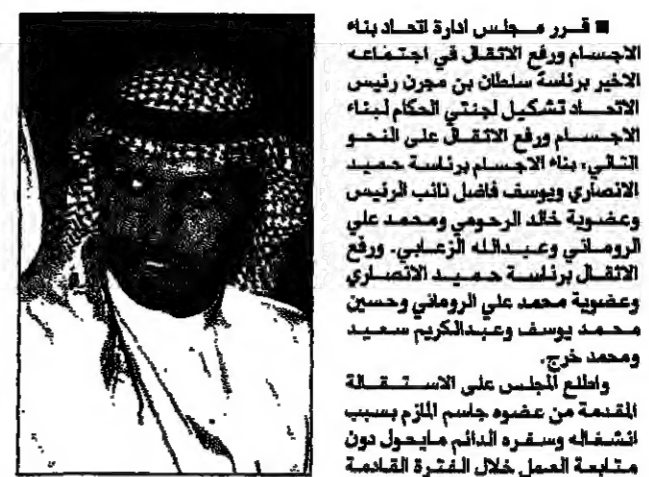 ■ قرر مجلس ادارة اتحاد بناء
الاجسام ورفع الاثقال في اجتماعه
الاخير برئاسة سلطان بن مجرن رئيس
الاتحاد تشكيل لجنتي الحكام لبناء
الاجسام ورفع الاثقال على النحو
التالي، بناء الاجسام برئاسة حميد
الانصاري ويوسف فاضل نائب الرئيس
وعضوية خالد الرحومي ومحمد علي
الروماني وعبدالله الزعابي. ورفع
الاثقال برئاسة حميد الانصاري
وعضوية محمد علي الروماني وحسين
محمد يوسف وعبدالكريم سعيد
ومحمد خرج.
واطلع المجلس على الاستقالة
المقدمة من عضوه جاسم المازم بسبب
انشغاله وسفره الدائم مايحول دون
متابعة العمل خلال الفترة القادمة